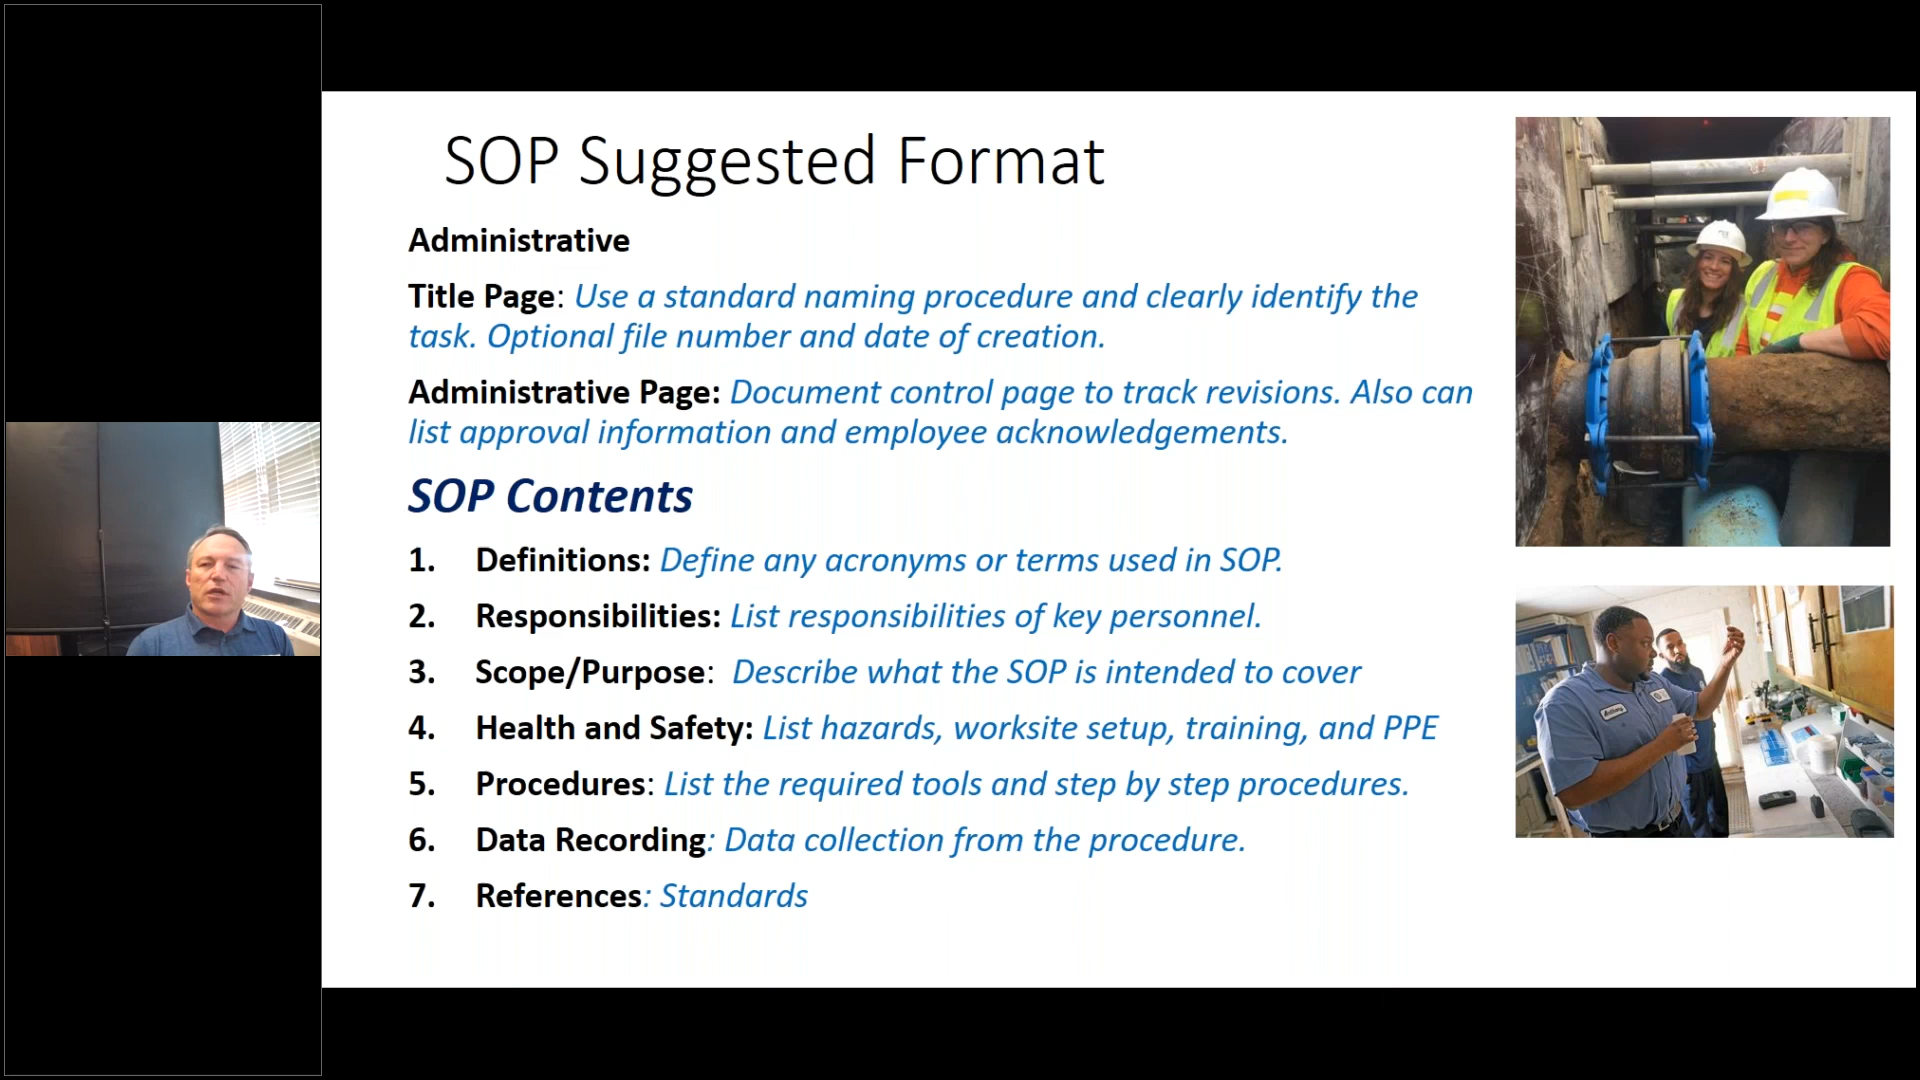 SOP Suggested Format
Administrative
Title Page: Use a standard naming procedure and clearly identify the
task. Optional file number and date of creation.
Administrative Page: Document control page to track revisions. Also can
list approval information and employee acknowledgements.
SOP Contents
1. Definitions: Define any acronyms or terms used in SOP.
2. Responsibilities: List responsibilities of key personnel.
3. Scope/Purpose: Describe what the SOP is intended to cover
4. Health and Safety: List hazards, worksite setup, training, and PPE
5. Procedures: List the required tools and step by step procedures.
6. Data Recording: Data collection from the procedure.
7. References: Standards